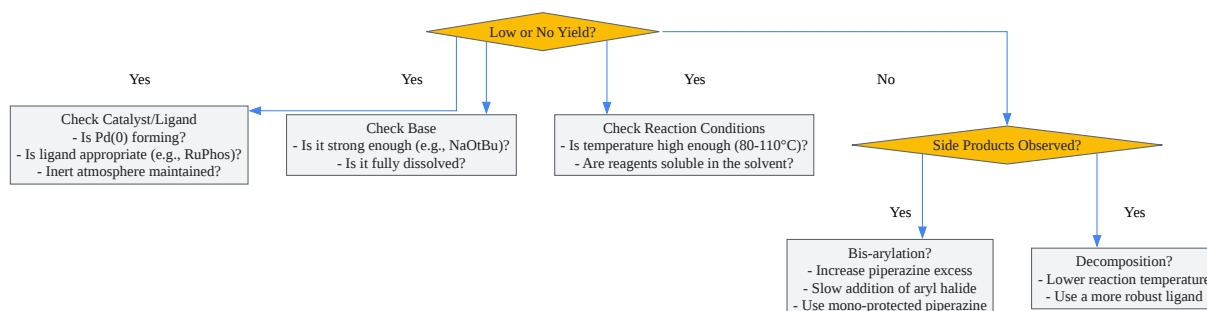 Low or No Yield?
Yes
Yes
Yes
No
Check Catalyst/Ligand
- Is Pd(0) forming?
- Is ligand appropriate (e.g., RuPhos)?
- Inert atmosphere maintained?
Check Base
- Is it strong enough (e.g., NaOtBu)?
- Is it fully dissolved?
Check Reaction Conditions
- Is temperature high enough (80-110°C)?
- Are reagents soluble in the solvent?
Side Products Observed?
Yes
Yes
Bis-arylation?
- Increase piperazine excess
- Slow addition of aryl halide
- Use mono-protected piperazine
Decomposition?
- Lower reaction temperature
- Use a more robust ligand